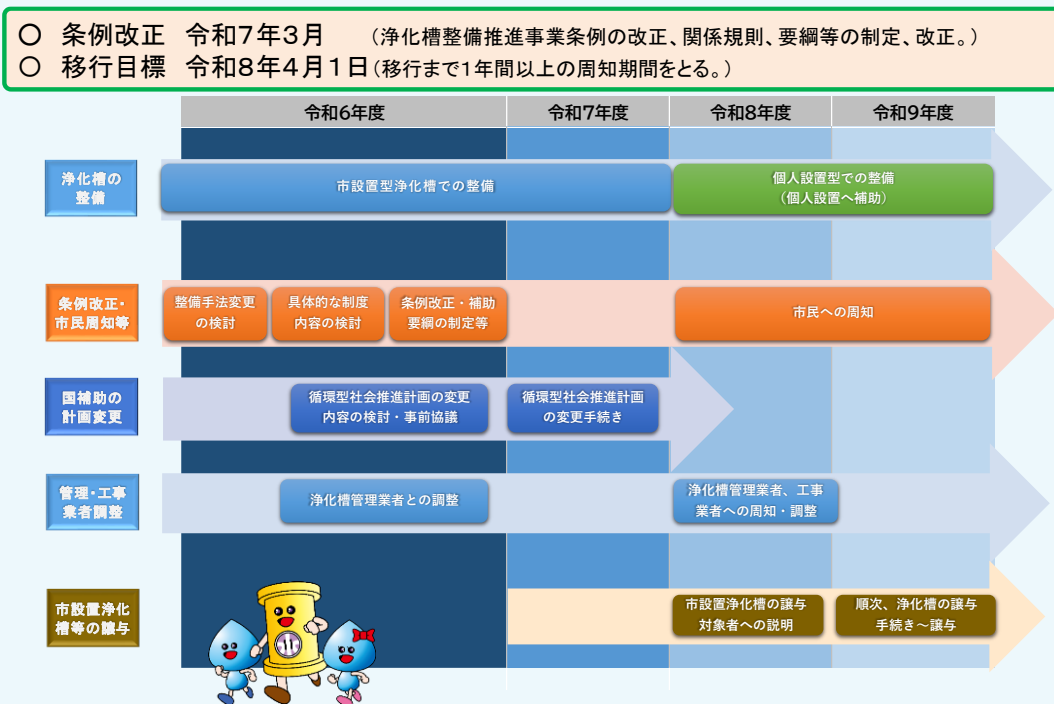 ○ 条例改正 令和7年3月 （浄化槽整備推進事業条例の改正、関係規則、要綱等の制定、改正。）
○ 移行目標 令和8年4月1日（移行まで1年間以上の周知期間をとる。）
令和6年度 令和7年度 令和8年度 令和9年度
浄化槽の
整備
市設置型浄化槽での整備
個人設置型での整備
（個人設置へ補助）
条例改正・
市民周知等
整備手法変更
の検討
具体的な制度
内容の検討
条例改正・補助
要綱の制定等
市民への周知
国補助の
計画変更
循環型社会推進計画の変更
内容の検討・事前協議
循環型社会推進計画
の変更手続き
管理・工事
業者調整
浄化槽管理業者との調整
浄化槽管理業者、工事
業者への周知・調整
市設置浄化
槽等の譲与
市設置浄化槽の譲与
対象者への説明
順次、浄化槽の譲与
手続き～譲与